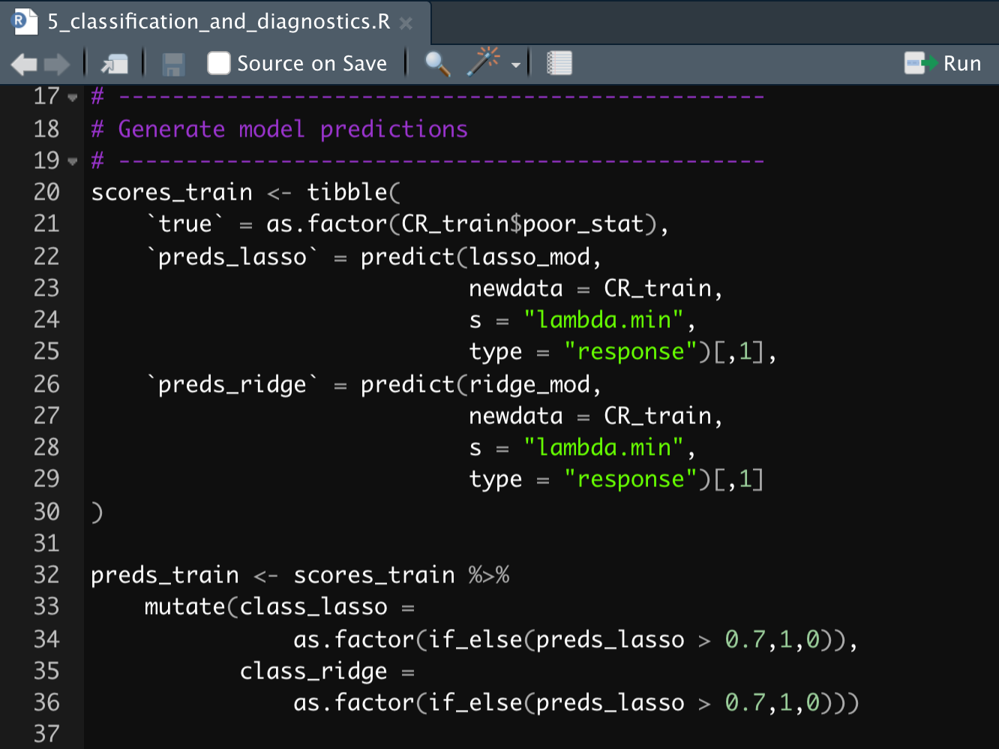 5_classification_and_diagnostics.R
Source on Save Run
17 # ------------------------------------------------
18 # Generate model predictions
19 # ------------------------------------------------
20 scores_train <- tibble(
21     `true` = as.factor(CR_train$poor_stat),
22     `preds_lasso` = predict(lasso_mod,
23                             newdata = CR_train,
24                             s = "lambda.min",
25                             type = "response")[,1],
26     `preds_ridge` = predict(ridge_mod,
27                             newdata = CR_train,
28                             s = "lambda.min",
29                             type = "response")[,1]
30 )
31
32 preds_train <- scores_train %>%
33     mutate(class_lasso =
34                as.factor(if_else(preds_lasso > 0.7,1,0)),
35            class_ridge =
36                as.factor(if_else(preds_lasso > 0.7,1,0)))
37